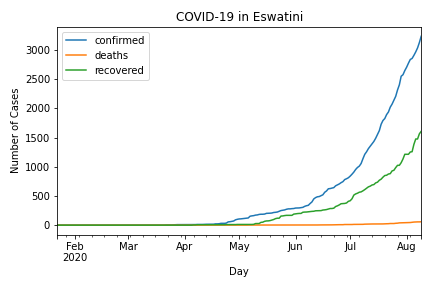 COVID-19 in Eswatini
confirmed
deaths
recovered
Number of Cases
3000
2500
2000
1500
1000
500
0
Feb
2020
Mar
Apr
May
Jun
Jul
Aug
Day